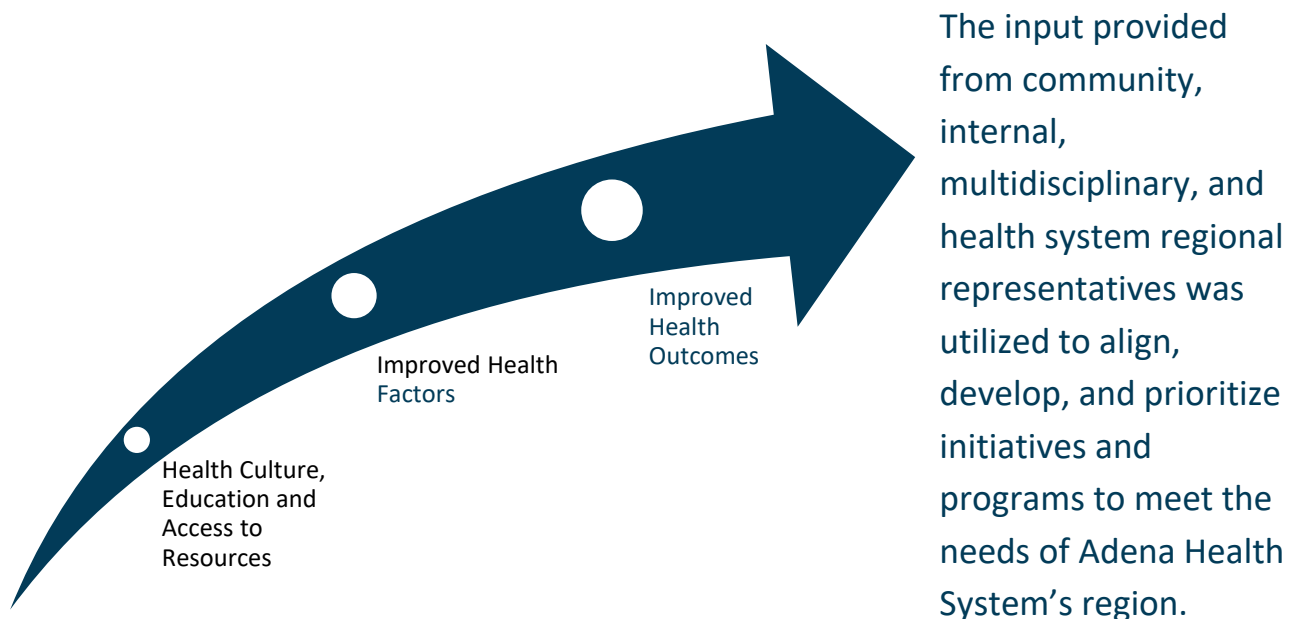 The input provided
from community,
internal,
multidisciplinary, and
health system regional
representatives was
utilized to align,
develop, and prioritize
initiatives and
programs to meet the
needs of Adena Health
System’s region.
Improved
Health
Outcomes
Improved Health
Factors
Health Culture,
Education and
Access to
Resources